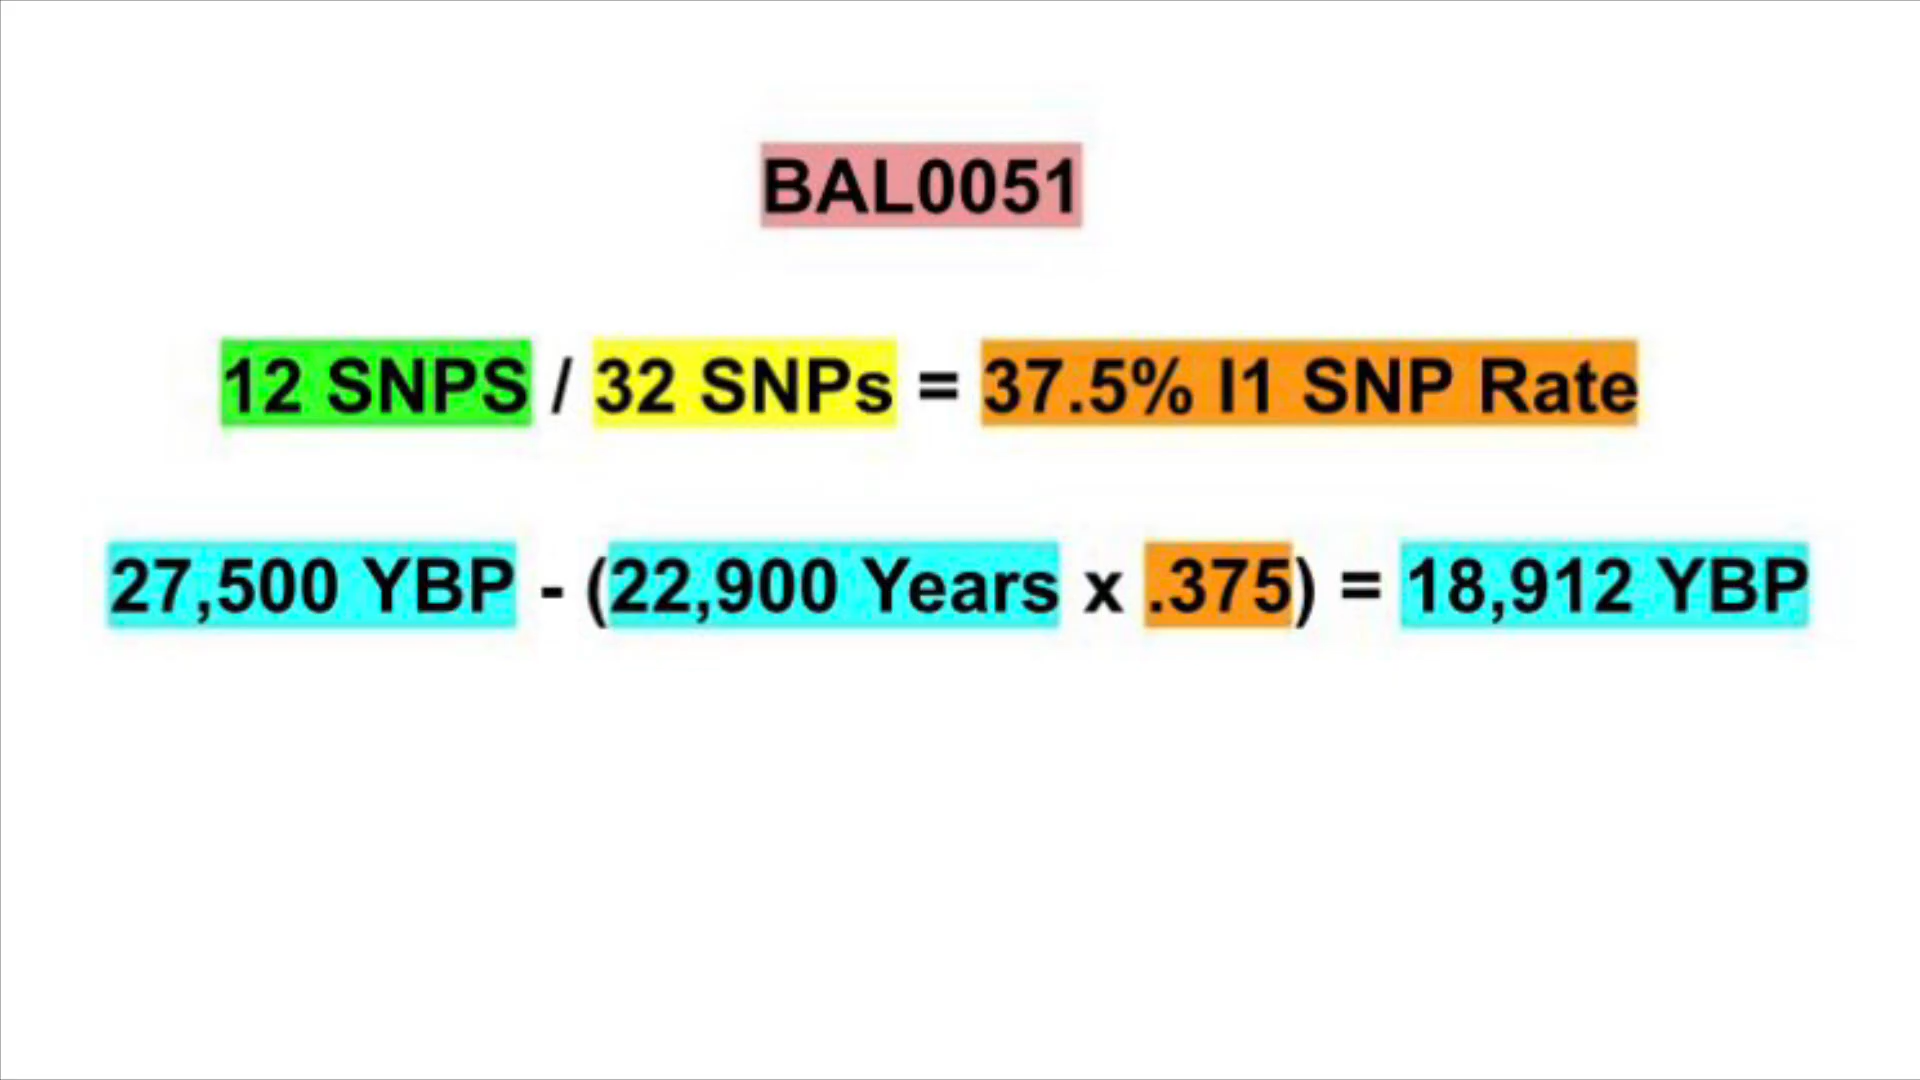 BAL0051
12 SNPS / 32 SNPs = 37.5% I1 SNP Rate
27,500 YBP - (22,900 Years x .375) = 18,912 YBP